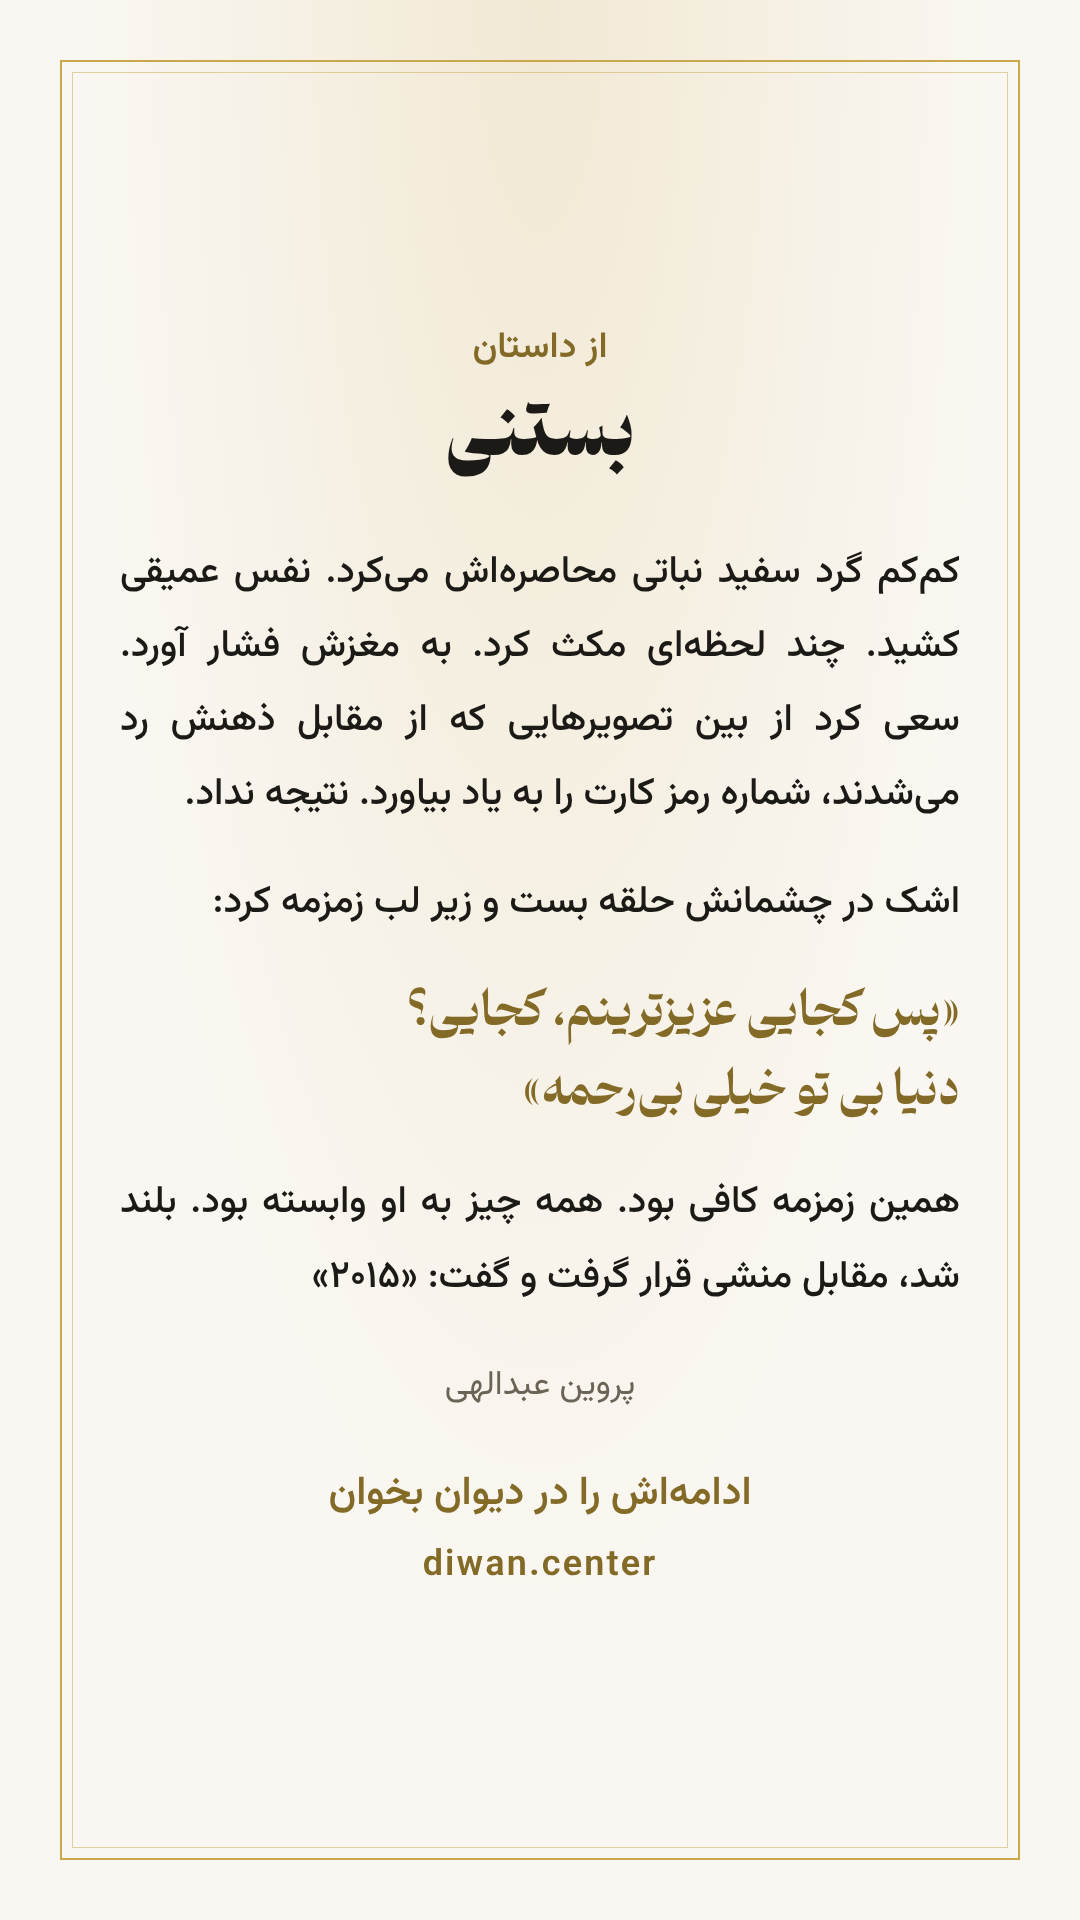 از داستان
بستنی
کم‌کم گرد سفید نباتی محاصره‌اش می‌کرد. نفس عمیقی
کشید. چند لحظه‌ای مکث کرد. به مغزش فشار آورد.
سعی کرد از بین تصویرهایی که از مقابل ذهنش رد
می‌شدند، شماره رمز کارت را به یاد بیاورد. نتیجه نداد.
اشک در چشمانش حلقه بست و زیر لب زمزمه کرد:
«پس کجایی عزیزترینم، کجایی؟
دنیا بی تو خیلی بی‌رحمه»
همین زمزمه کافی بود. همه چیز به او وابسته بود. بلند
شد، مقابل منشی قرار گرفت و گفت: «۲۰۱۵»
پروین عبدالهی
ادامه‌اش را در دیوان بخوان
diwan.center